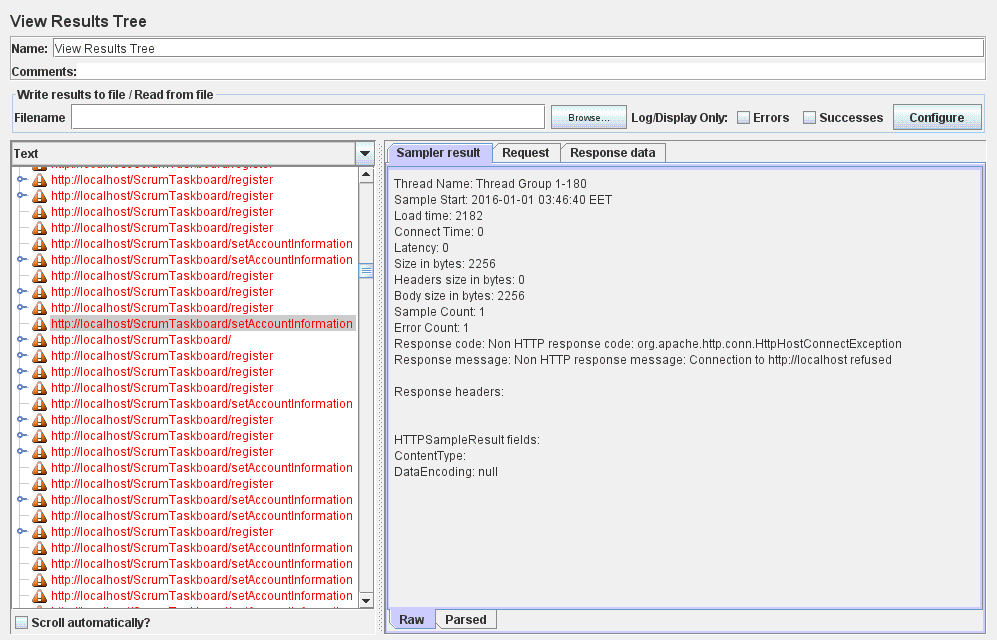 View Results Tree
Name: View Results Tree
Comments:
Write results to file / Read from file
Filename Browse... Log/Display Only: Errors Successes Configure
Text
http://localhost/ScrumTaskboard/register
http://localhost/ScrumTaskboard/register
http://localhost/ScrumTaskboard/register
http://localhost/ScrumTaskboard/register
http://localhost/ScrumTaskboard/register
http://localhost/ScrumTaskboard/setAccountInformation
http://localhost/ScrumTaskboard/setAccountInformation
http://localhost/ScrumTaskboard/register
http://localhost/ScrumTaskboard/register
http://localhost/ScrumTaskboard/register
http://localhost/ScrumTaskboard/setAccountInformation
http://localhost/ScrumTaskboard/
http://localhost/ScrumTaskboard/register
http://localhost/ScrumTaskboard/register
http://localhost/ScrumTaskboard/register
http://localhost/ScrumTaskboard/setAccountInformation
http://localhost/ScrumTaskboard/register
http://localhost/ScrumTaskboard/register
http://localhost/ScrumTaskboard/register
http://localhost/ScrumTaskboard/setAccountInformation
http://localhost/ScrumTaskboard/register
http://localhost/ScrumTaskboard/setAccountInformation
http://localhost/ScrumTaskboard/setAccountInformation
http://localhost/ScrumTaskboard/register
http://localhost/ScrumTaskboard/setAccountInformation
http://localhost/ScrumTaskboard/setAccountInformation
http://localhost/ScrumTaskboard/setAccountInformation
http://localhost/ScrumTaskboard/setAccountInformation
Scroll automatically?
Sampler result Request Response data
Thread Name: Thread Group 1-180
Sample Start: 2016-01-01 03:46:40 EET
Load time: 2182
Connect Time: 0
Latency: 0
Size in bytes: 2256
Headers size in bytes: 0
Body size in bytes: 2256
Sample Count: 1
Error Count: 1
Response code: Non HTTP response code: org.apache.http.conn.HttpHostConnectException
Response message: Non HTTP response message: Connection to http://localhost refused
Response headers:
HTTPSampleResult fields:
ContentType:
DataEncoding: null
Raw Parsed